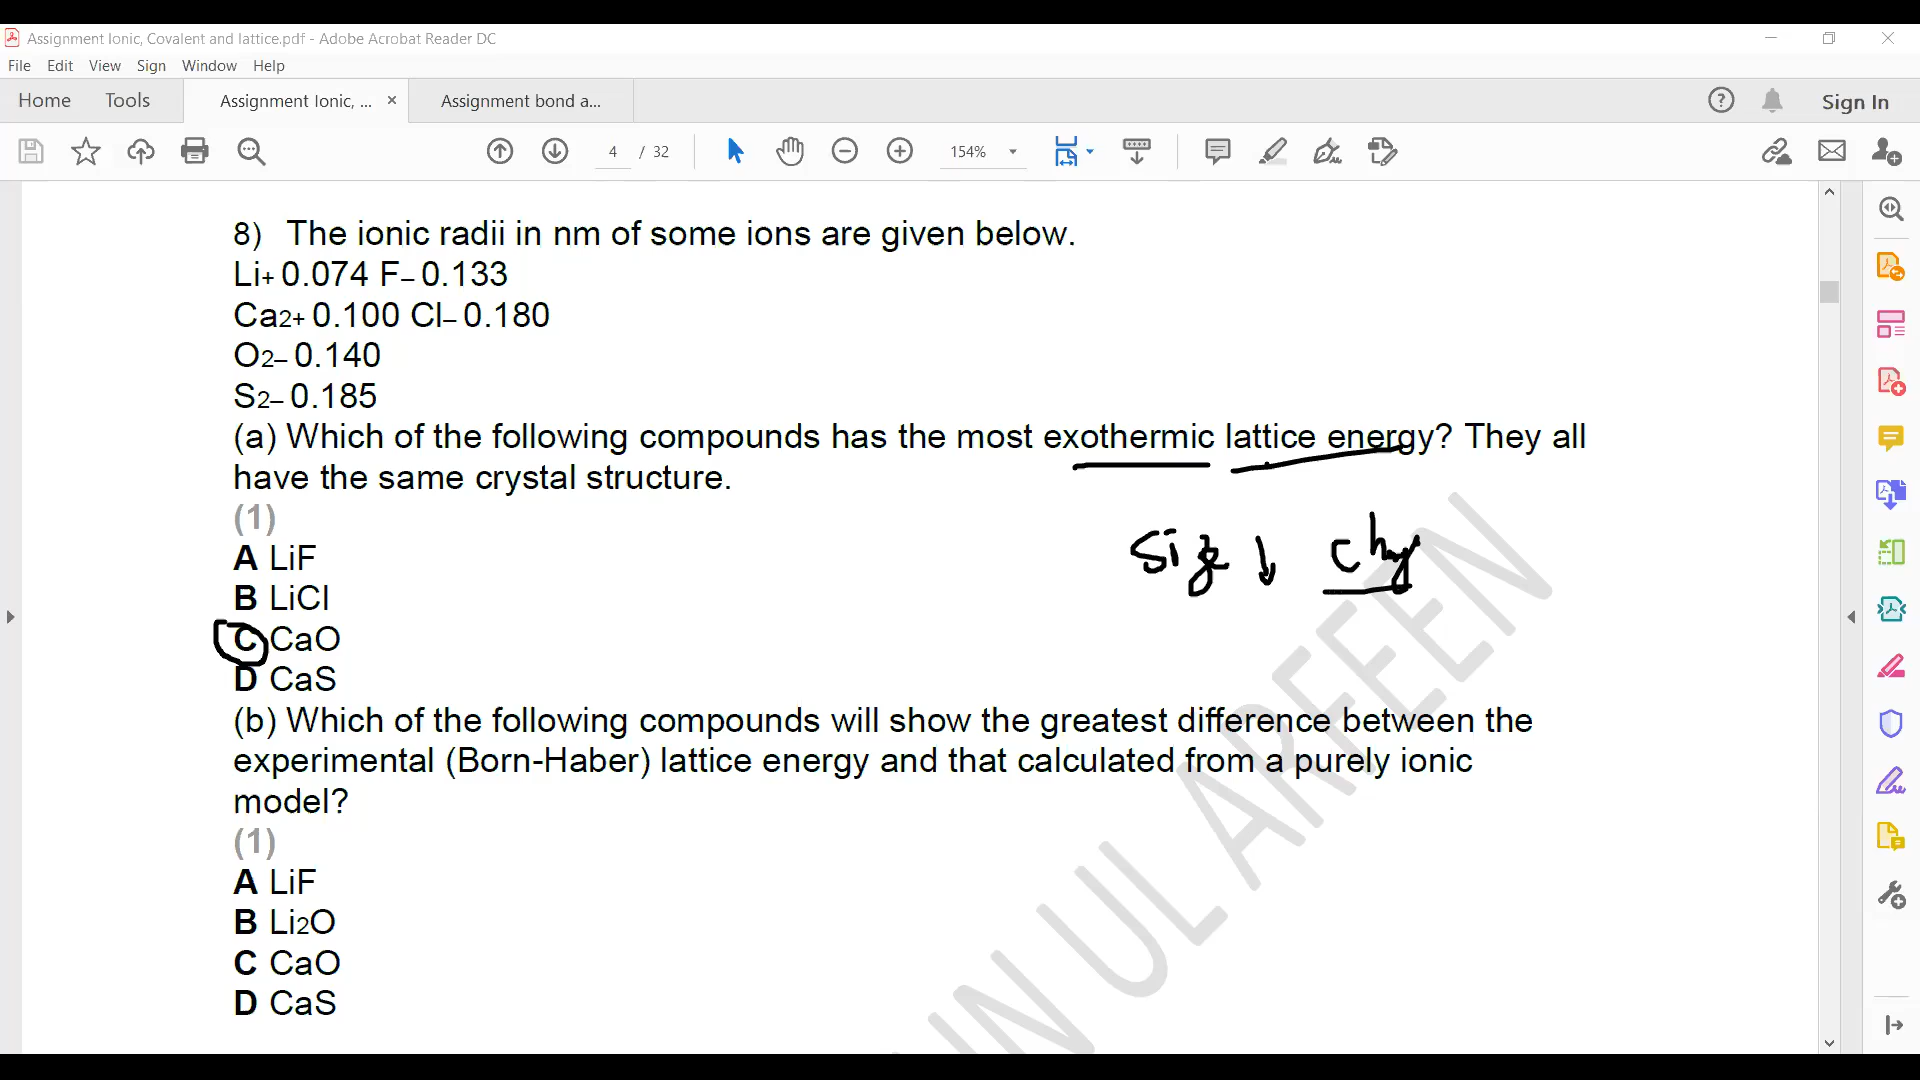 Assignment Ionic, Covalent and lattice.pdf - Adobe Acrobat Reader DC
File Edit View Sign Window Help
Home Tools Assignment Ionic, ... × Assignment bond a... Sign In
4 / 32 154%
8) The ionic radii in nm of some ions are given below.
Li+ 0.074 F– 0.133
Ca2+ 0.100 Cl– 0.180
O2– 0.140
S2– 0.185
(a) Which of the following compounds has the most exothermic lattice energy? They all
have the same crystal structure.
(1)
Size ↓ chg
A LiF
B LiCl
C CaO
D CaS
(b) Which of the following compounds will show the greatest difference between the
experimental (Born-Haber) lattice energy and that calculated from a purely ionic
model?
(1)
A LiF
B Li2O
C CaO
D CaS
UL ARFEEN